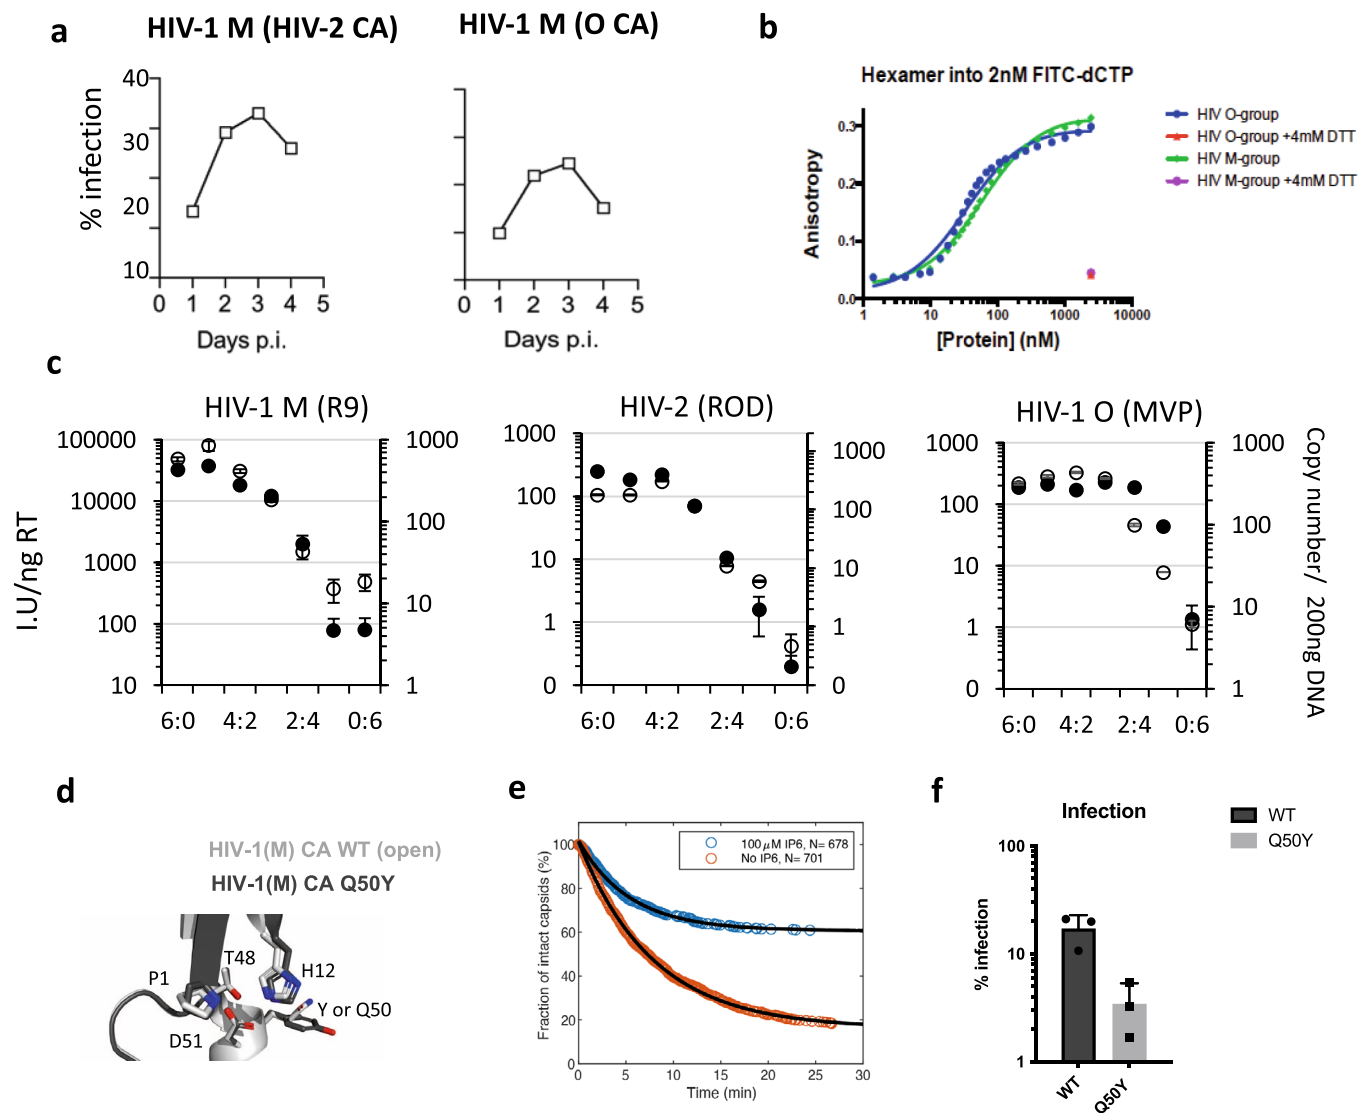 a
HIV-1 M (HIV-2 CA)
HIV-1 M (O CA)
% infection
40
30
20
10
0 1 2 3 4 5
Days p.i.
0 1 2 3 4 5
Days p.i.
b
Hexamer into 2nM FITC-dCTP
Anisotropy
0.3
0.2
0.1
0.0
1 10 100 1000 10000
[Protein] (nM)
HIV O-group
HIV O-group +4mM DTT
HIV M-group
HIV M-group +4mM DTT
c
HIV-1 M (R9)
I.U/ng RT
100000
10000
1000
100
10
1000
100
10
1
6:0 4:2 2:4 0:6
HIV-2 (ROD)
1000
100
10
1
0
1000
100
10
1
0
6:0 4:2 2:4 0:6
HIV-1 O (MVP)
1000
100
10
1
0
1000
100
10
1
6:0 4:2 2:4 0:6
Copy number/ 200ng DNA
d
HIV-1(M) CA WT (open)
HIV-1(M) CA Q50Y
T48
P1
H12
Y or Q50
D51
e
Fraction of intact capsids (%)
100
80
60
40
20
0
0 5 10 15 20 25 30
Time (min)
100 μM IP6, N= 678
No IP6, N= 701
f
Infection
% infection
100
10
1
WT
Q50Y
WT
Q50Y